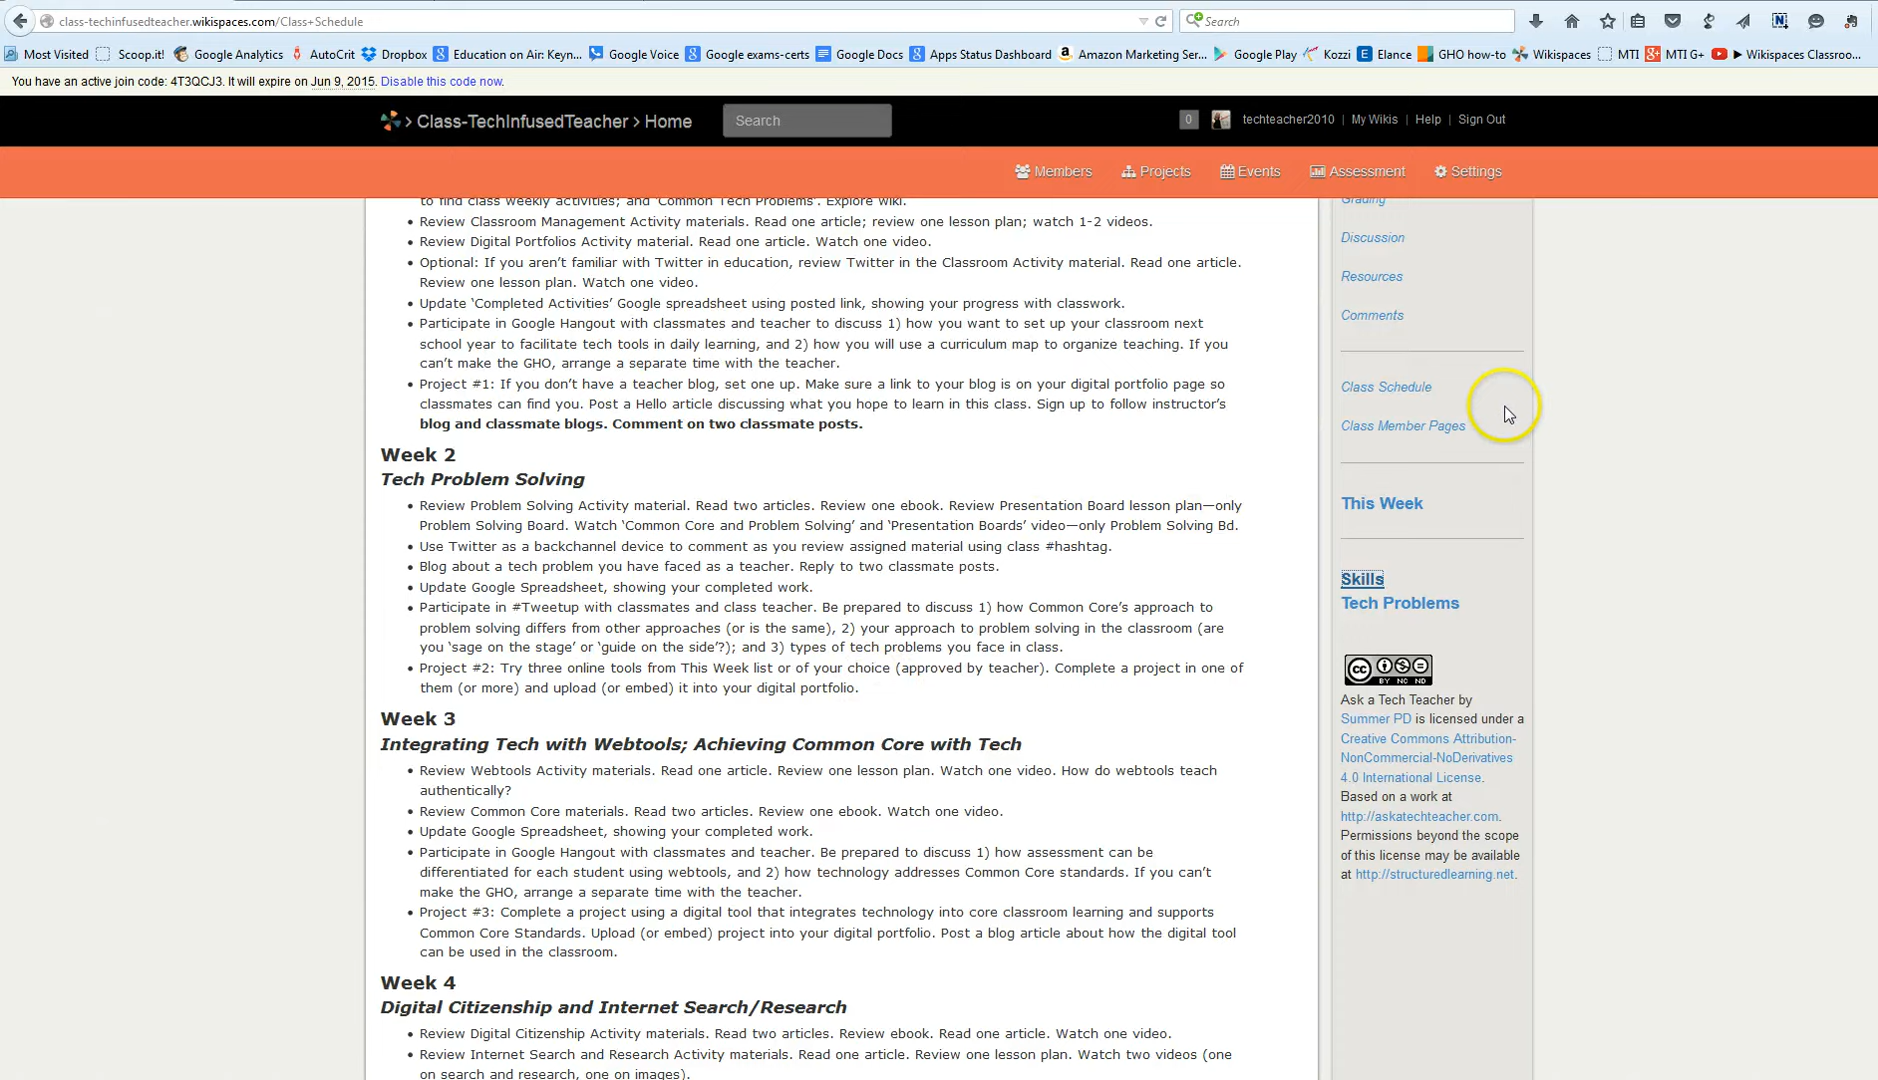 class-techinfusedteacher.wikispaces.com/Class+Schedule
Search
Most Visited Scoop.it! Google Analytics AutoCrit Dropbox Education on Air: Keyn... Google Voice Google exams-certs Google Docs Apps Status Dashboard Amazon Marketing Ser... Google Play Kozzi Elance GHO how-to Wikispaces MTI MTI G+ ► Wikispaces Classroo...
You have an active join code: 4T3QCJ3. It will expire on Jun 9, 2015. Disable this code now.
> Class-TechInfusedTeacher > Home
Search
0 techteacher2010 | My Wikis | Help | Sign Out
Members Projects Events Assessment Settings
to find class weekly activities; and 'Common Tech Problems'. Explore wiki.
• Review Classroom Management Activity materials. Read one article; review one lesson plan; watch 1-2 videos.
• Review Digital Portfolios Activity material. Read one article. Watch one video.
• Optional: If you aren't familiar with Twitter in education, review Twitter in the Classroom Activity material. Read one article.
Review one lesson plan. Watch one video.
• Update ‘Completed Activities’ Google spreadsheet using posted link, showing your progress with classwork.
• Participate in Google Hangout with classmates and teacher to discuss 1) how you want to set up your classroom next
school year to facilitate tech tools in daily learning, and 2) how you will use a curriculum map to organize teaching. If you
can’t make the GHO, arrange a separate time with the teacher.
• Project #1: If you don’t have a teacher blog, set one up. Make sure a link to your blog is on your digital portfolio page so
classmates can find you. Post a Hello article discussing what you hope to learn in this class. Sign up to follow instructor’s
blog and classmate blogs. Comment on two classmate posts.
Week 2
Tech Problem Solving
• Review Problem Solving Activity material. Read two articles. Review one ebook. Review Presentation Board lesson plan—only
Problem Solving Board. Watch ‘Common Core and Problem Solving’ and ‘Presentation Boards’ video—only Problem Solving Bd.
• Use Twitter as a backchannel device to comment as you review assigned material using class #hashtag.
• Blog about a tech problem you have faced as a teacher. Reply to two classmate posts.
• Update Google Spreadsheet, showing your completed work.
• Participate in #Tweetup with classmates and class teacher. Be prepared to discuss 1) how Common Core’s approach to
problem solving differs from other approaches (or is the same), 2) your approach to problem solving in the classroom (are
you ‘sage on the stage’ or ‘guide on the side’?); and 3) types of tech problems you face in class.
• Project #2: Try three online tools from This Week list or of your choice (approved by teacher). Complete a project in one of
them (or more) and upload (or embed) it into your digital portfolio.
Week 3
Integrating Tech with Webtools; Achieving Common Core with Tech
• Review Webtools Activity materials. Read one article. Review one lesson plan. Watch one video. How do webtools teach
authentically?
• Review Common Core materials. Read two articles. Review one ebook. Watch one video.
• Update Google Spreadsheet, showing your completed work.
• Participate in Google Hangout with classmates and teacher. Be prepared to discuss 1) how assessment can be
differentiated for each student using webtools, and 2) how technology addresses Common Core standards. If you can’t
make the GHO, arrange a separate time with the teacher.
• Project #3: Complete a project using a digital tool that integrates technology into core classroom learning and supports
Common Core Standards. Upload (or embed) project into your digital portfolio. Post a blog article about how the digital tool
can be used in the classroom.
Week 4
Digital Citizenship and Internet Search/Research
• Review Digital Citizenship Activity materials. Read two articles. Review ebook. Read one article. Watch one video.
• Review Internet Search and Research Activity materials. Read one article. Review one lesson plan. Watch two videos (one
on search and research, one on images).
Grading
Discussion
Resources
Comments
Class Schedule
Class Member Pages
This Week
Skills
Tech Problems
CC BY NC ND
Ask a Tech Teacher by
Summer PD is licensed under a
Creative Commons Attribution-
NonCommercial-NoDerivatives
4.0 International License.
Based on a work at
http://askatechteacher.com.
Permissions beyond the scope
of this license may be available
at http://structuredlearning.net.